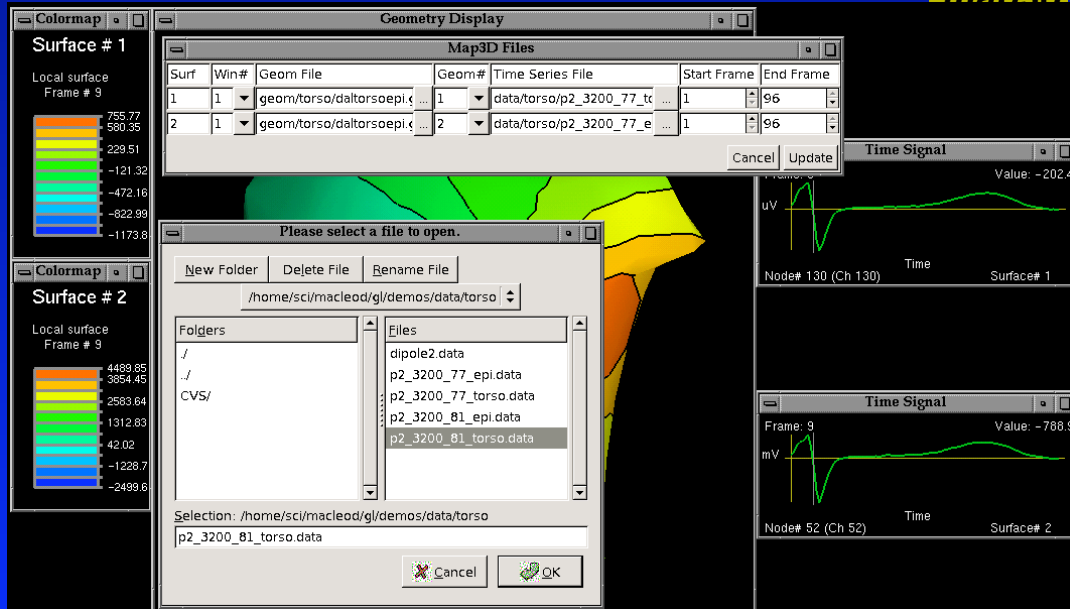 Colormap
Surface # 1
Local surface
Frame # 9
755.77
580.35
229.51
-121.32
-472.16
-822.99
-1173.8
Colormap
Surface # 2
Local surface
Frame # 9
4489.85
3854.45
2583.64
1312.83
42.02
-1228.7
-2499.6
Geometry Display
Map3D Files
Surf Win# Geom File Geom# Time Series File Start Frame End Frame
1 1 geom/torso/daltorsoepi.g ... 1 data/torso/p2_3200_77_to ... 1 96
2 1 geom/torso/daltorsoepi.g ... 2 data/torso/p2_3200_77_e ... 1 96
Cancel Update
Please select a file to open.
New Folder Delete File Rename File
/home/sci/macleod/gl/demos/data/torso
Folders
./
../
CVS/
Files
dipole2.data
p2_3200_77_epi.data
p2_3200_77_torso.data
p2_3200_81_epi.data
p2_3200_81_torso.data
Selection: /home/sci/macleod/gl/demos/data/torso
p2_3200_81_torso.data
Cancel OK
Time Signal
Value: -202.4
uV
Time
Node# 130 (Ch 130) Surface# 1
Time Signal
Frame: 9 Value: -788.9
mV
Time
Node# 52 (Ch 52) Surface# 2